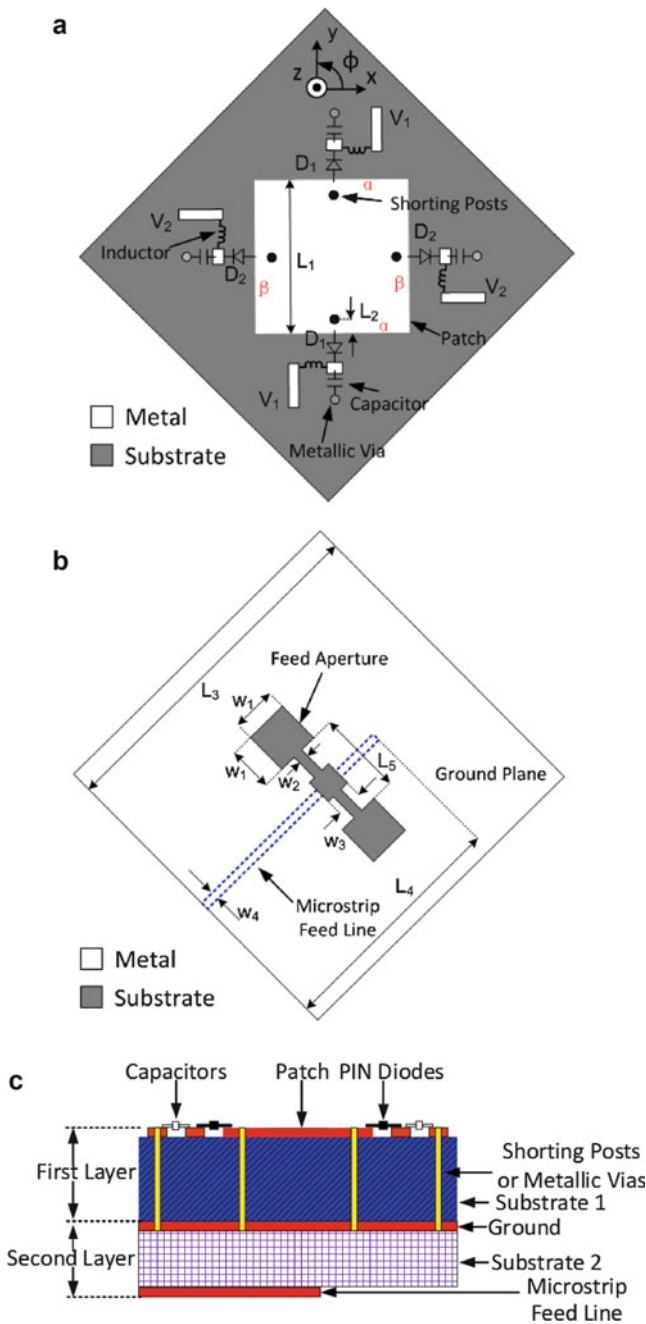 a
y
ϕ
z
x
V₁
D₁
α
Shorting Posts
V₂
Inductor
D₂
L₁
D₂
β
β
V₂
L₂
D₁
α
Patch
V₁
Capacitor
Metallic Via
Metal
Substrate
b
Feed Aperture
L₃
w₁
w₁
w₂
L₅
Ground Plane
w₃
L₄
w₄
Microstrip
Feed Line
Metal
Substrate
c
Capacitors
Patch
PIN Diodes
First Layer
Shorting Posts
or Metallic Vias
Substrate 1
Ground
Second Layer
Substrate 2
Microstrip
Feed Line